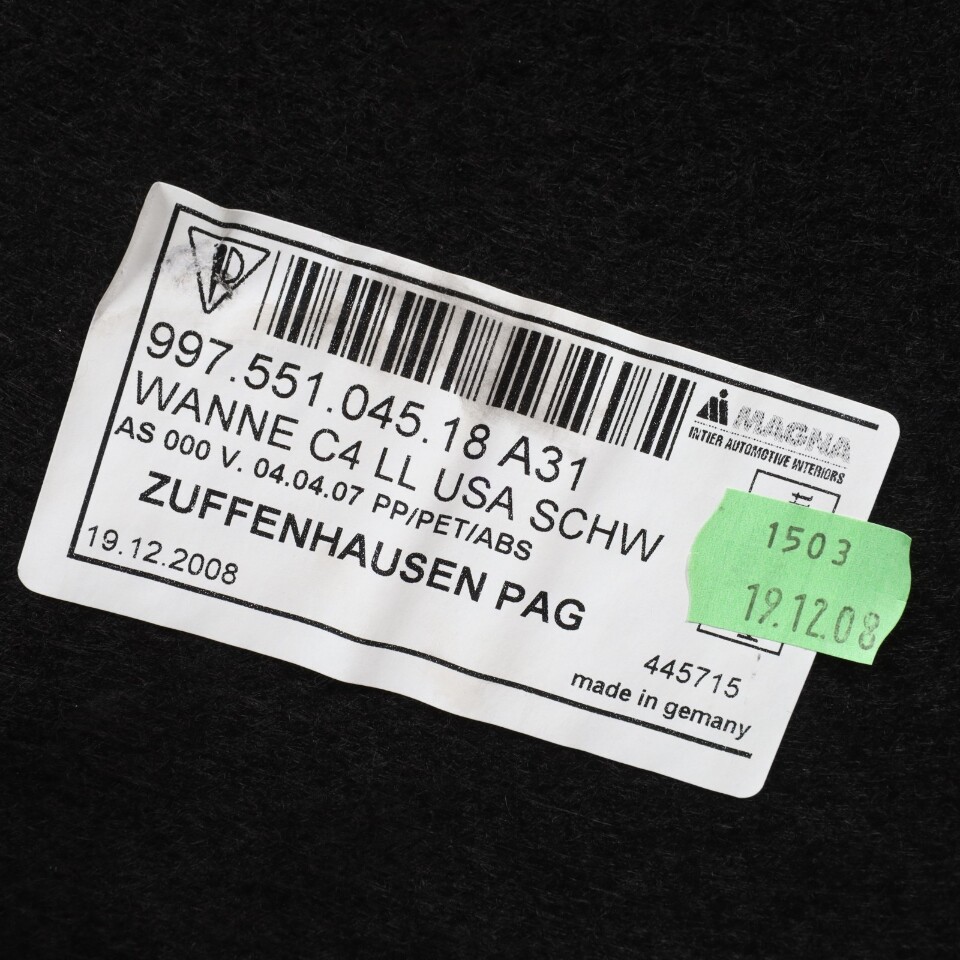 997.551.045.18 A31
WANNE C4 LL USA SCHW
AS 000 V. 04.04.07 PP/PET/ABS
ZUFFENHAUSEN PAG
19.12.2008
MAGNA
INTIER AUTOMOTIVE INTERIORS
1503
19.12.08
445715
made in gemany